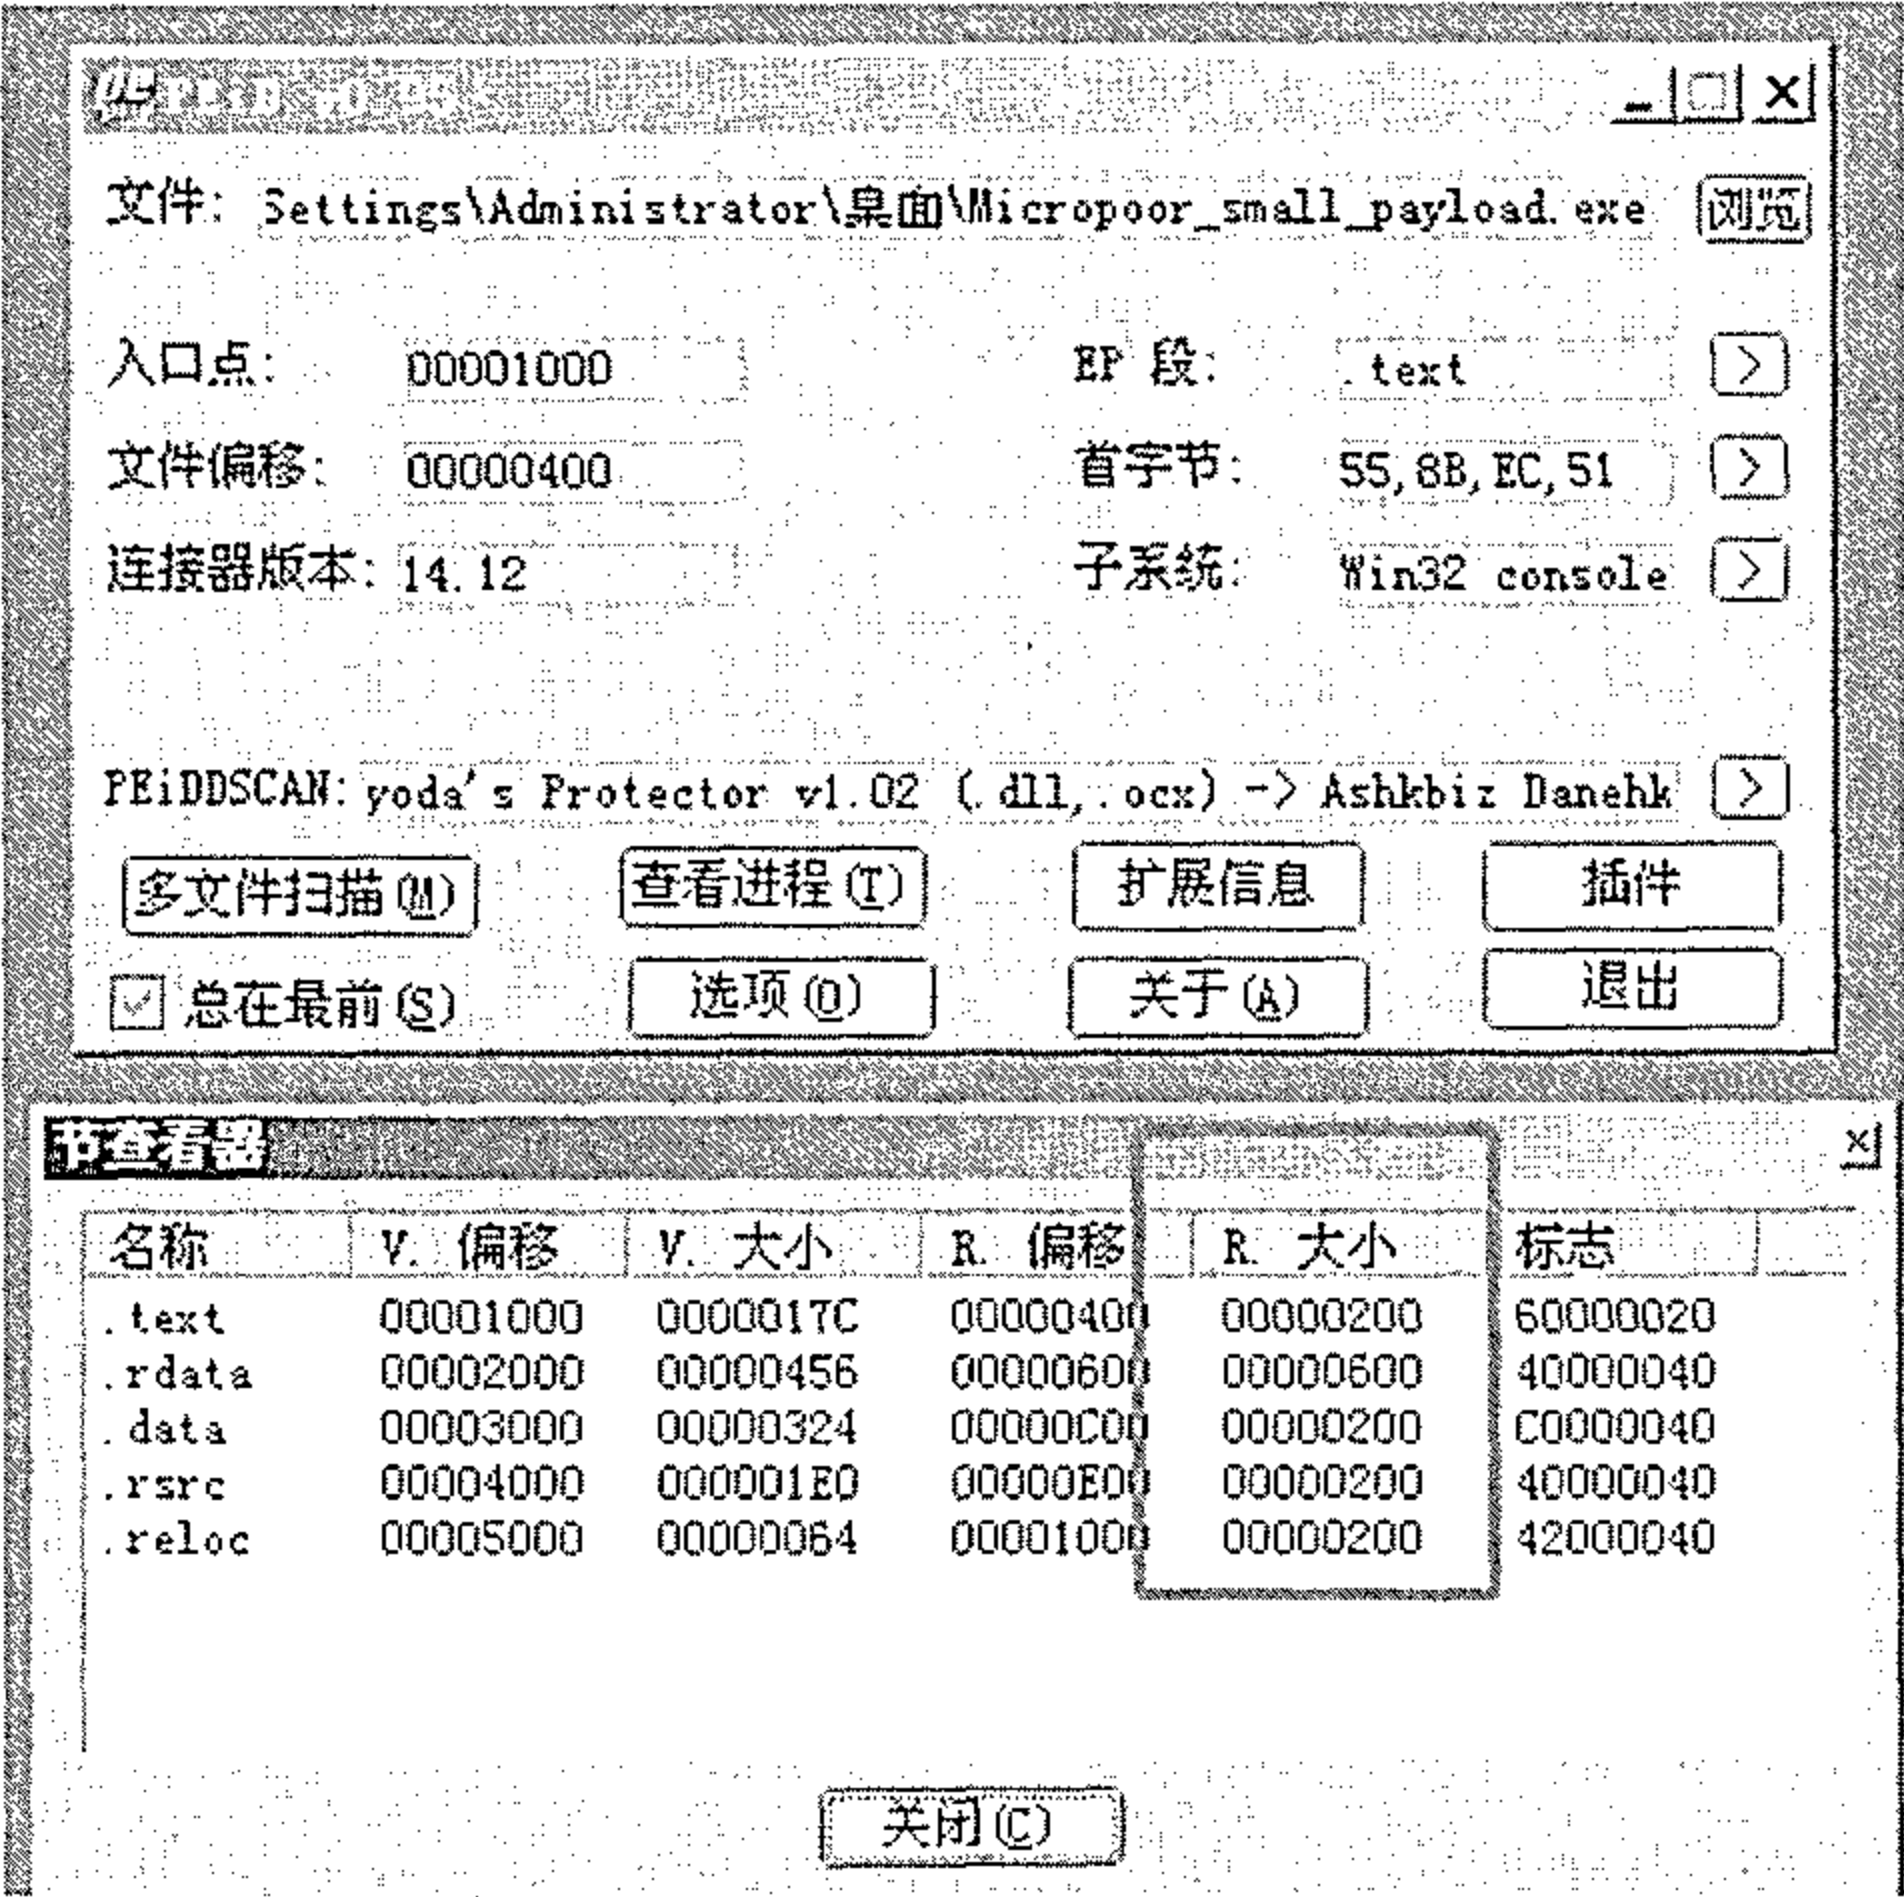 PEiD v0.95
文件: Settings\Administrator\桌面\Micropoor_small_payload.exe 浏览
入口点: 00001000 EP 段: .text >
文件偏移: 00000400 首字节: 55,8B,EC,51 >
连接器版本: 14.12 子系统: Win32 console >
PEiDDSCAN: yoda's Protector v1.02 (.dll,.ocx) -> Ashkbiz Danehk >
多文件扫描(M) 查看进程(T) 扩展信息 插件
总在最前(S) 选项(O) 关于(A) 退出
节查看器
名称 V. 偏移 V. 大小 R. 偏移 R. 大小 标志
.text 00001000 0000017C 00000400 00000200 60000020
.rdata 00002000 00000456 00000600 00000600 40000040
.data 00003000 00000324 00000C00 00000200 C0000040
.rsrc 00004000 000001E0 00000E00 00000200 40000040
.reloc 00005000 00000064 00001000 00000200 42000040
关闭(C)